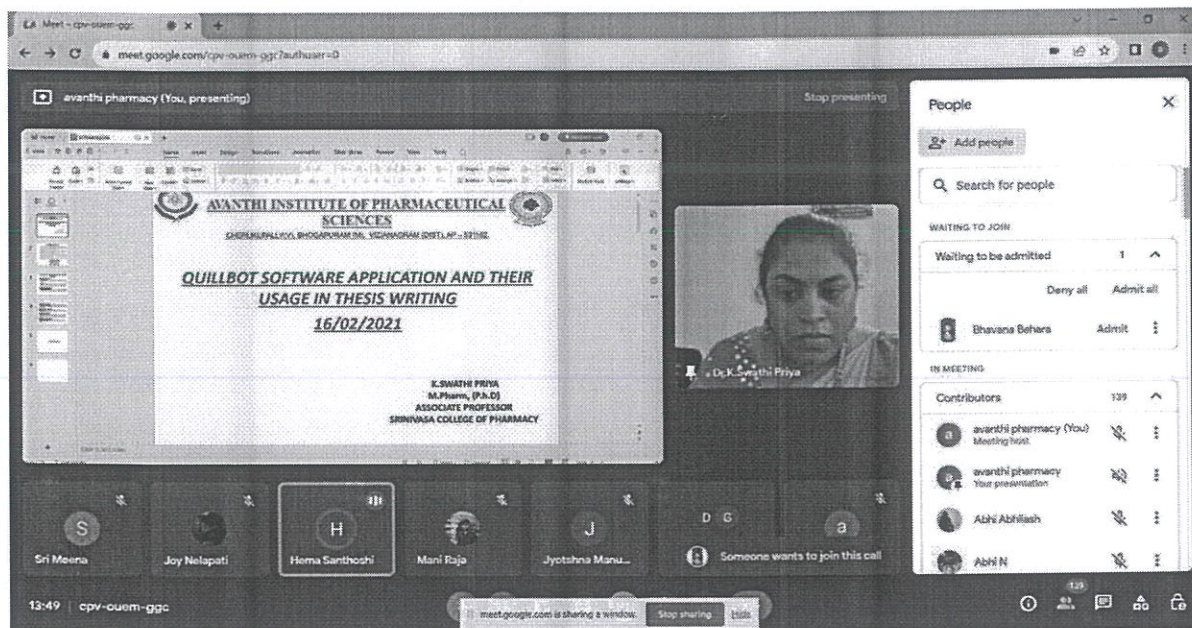 Meet - cpv-ouem-ggc
meet.google.com/cpv-ouem-ggc?authuser=0
avanthi pharmacy (You, presenting)
Stop presenting
AVANTHI INSTITUTE OF PHARMACEUTICAL
SCIENCES
QUILLBOT SOFTWARE APPLICATION AND THEIR
USAGE IN THESIS WRITING
16/02/2021
K.SWATHI PRIYA
M.Pharm, (P.h.D)
ASSOCIATE PROFESSOR
SRINIVASA COLLEGE OF PHARMACY
Dr.K.Swathi Priya
People
Add people
Search for people
WAITING TO JOIN
Waiting to be admitted 1
Deny all Admit all
Bhavana Behara Admit
IN MEETING
Contributors 139
a avanthi pharmacy (You)
Meeting host
a avanthi pharmacy
Your presentation
Abhi Abhilash
Abhi N
S
Sri Meena
Joy Nelapati
H
Hema Santhoshi
Mani Raja
J
Jyotshna Manu...
D G
Someone wants to join this call
a
13:49 | cpv-ouem-ggc
meet.google.com is sharing a window.
Stop sharing
Hide
139